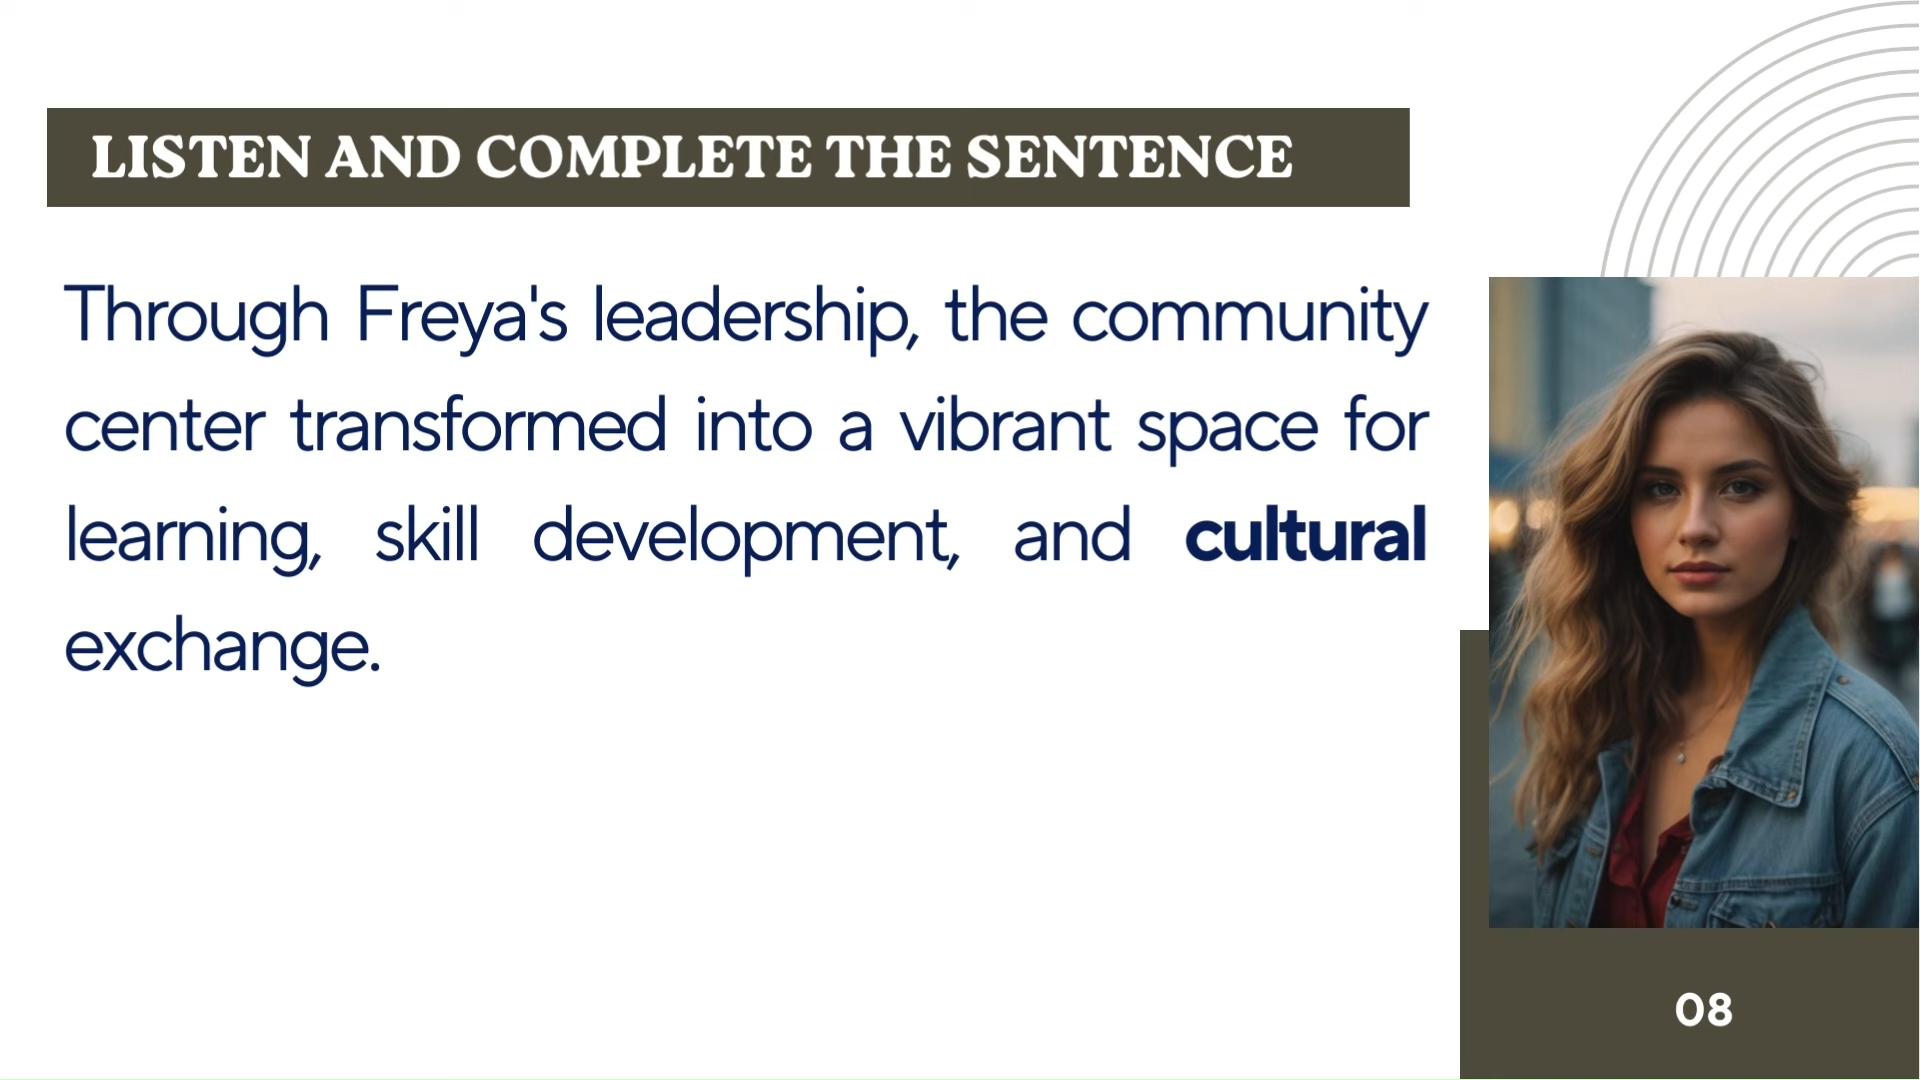 LISTEN AND COMPLETE THE SENTENCE
Through Freya's leadership, the community
center transformed into a vibrant space for
learning, skill development, and cultural
exchange.
08